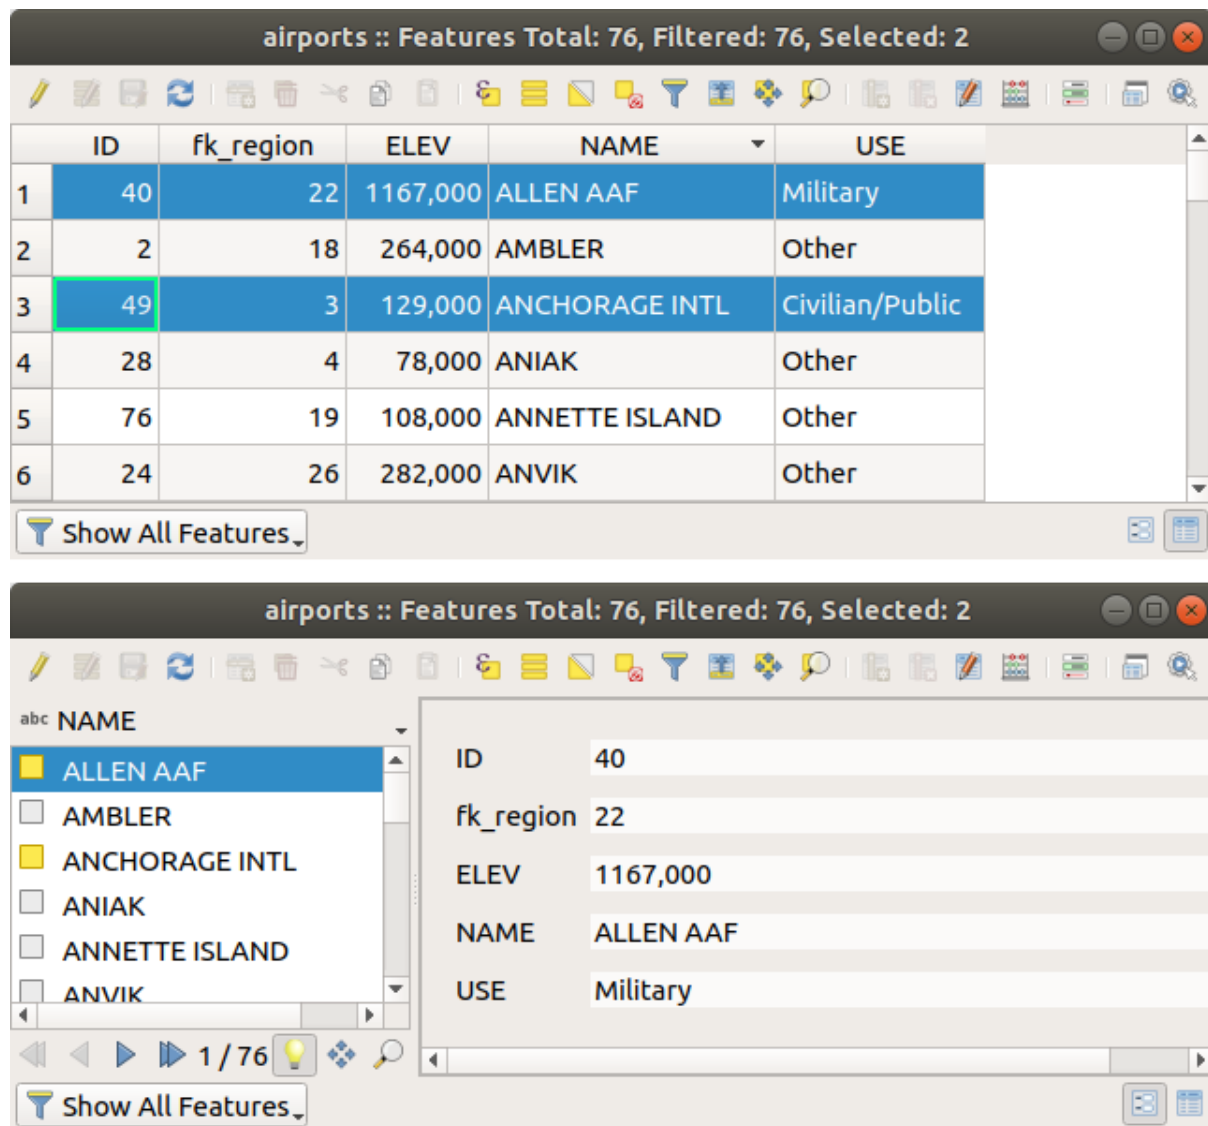 airports :: Features Total: 76, Filtered: 76, Selected: 2
ID fk_region ELEV NAME USE
1 40 22 1167,000 ALLEN AAF Military
2 2 18 264,000 AMBLER Other
3 49 3 129,000 ANCHORAGE INTL Civilian/Public
4 28 4 78,000 ANIAK Other
5 76 19 108,000 ANNETTE ISLAND Other
6 24 26 282,000 ANVIK Other
Show All Features
airports :: Features Total: 76, Filtered: 76, Selected: 2
abc NAME
ALLEN AAF
AMBLER
ANCHORAGE INTL
ANIAK
ANNETTE ISLAND
ANVIK
1 / 76
ID 40
fk_region 22
ELEV 1167,000
NAME ALLEN AAF
USE Military
Show All Features